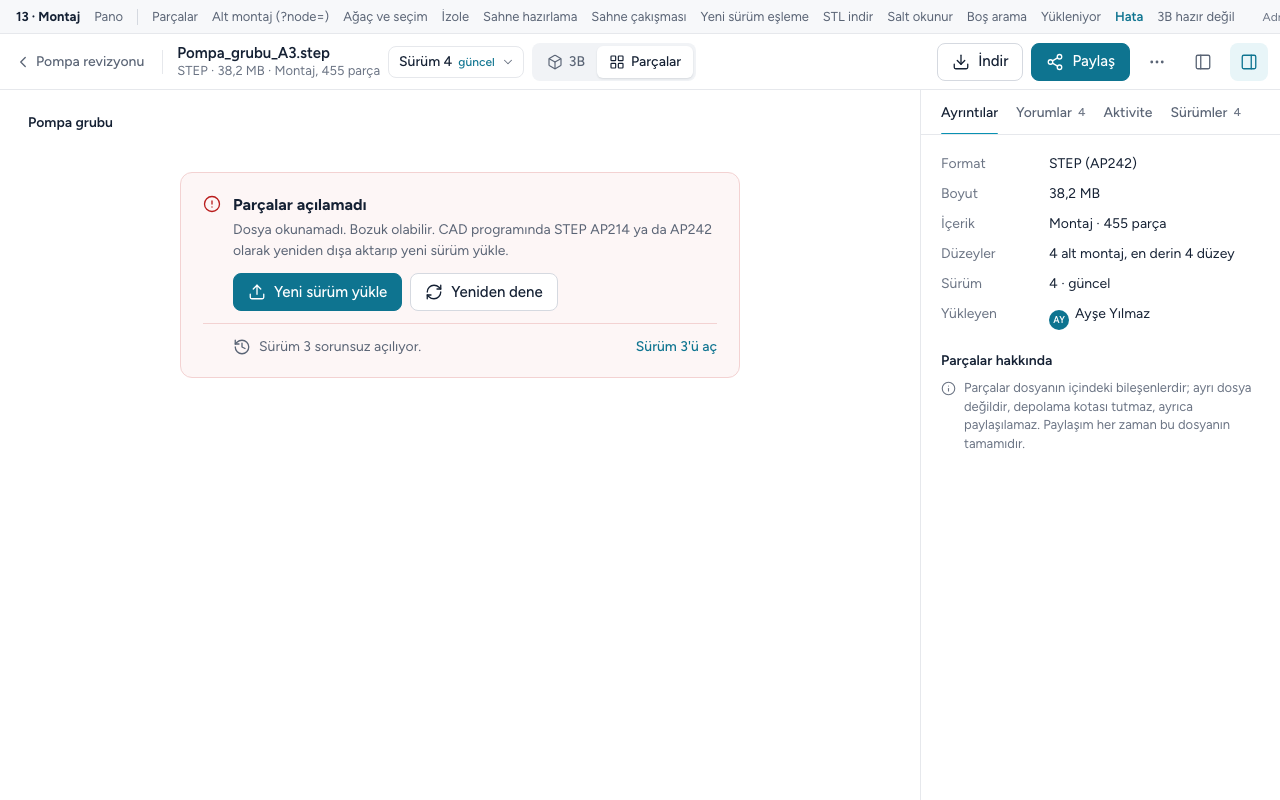 13 · Montaj Pano Parçalar Alt montaj (?node=) Ağaç ve seçim İzole Sahne hazırlama Sahne çakışması Yeni sürüm eşleme STL indir Salt okunur Boş arama Yükleniyor Hata 3B hazır değil
Pompa revizyonu
Pompa_grubu_A3.step
STEP · 38,2 MB · Montaj, 455 parça
Sürüm 4 güncel
3B Parçalar
İndir Paylaş
Pompa grubu
Parçalar açılamadı
Dosya okunamadı. Bozuk olabilir. CAD programında STEP AP214 ya da AP242
olarak yeniden dışa aktarıp yeni sürüm yükle.
Yeni sürüm yükle Yeniden dene
Sürüm 3 sorunsuz açılıyor. Sürüm 3'ü aç
Ayrıntılar Yorumlar 4 Aktivite Sürümler 4
Format STEP (AP242)
Boyut 38,2 MB
İçerik Montaj · 455 parça
Düzeyler 4 alt montaj, en derin 4 düzey
Sürüm 4 · güncel
Yükleyen AY Ayşe Yılmaz
Parçalar hakkında
Parçalar dosyanın içindeki bileşenlerdir; ayrı dosya
değildir, depolama kotası tutmaz, ayrıca
paylaşılamaz. Paylaşım her zaman bu dosyanın
tamamıdır.